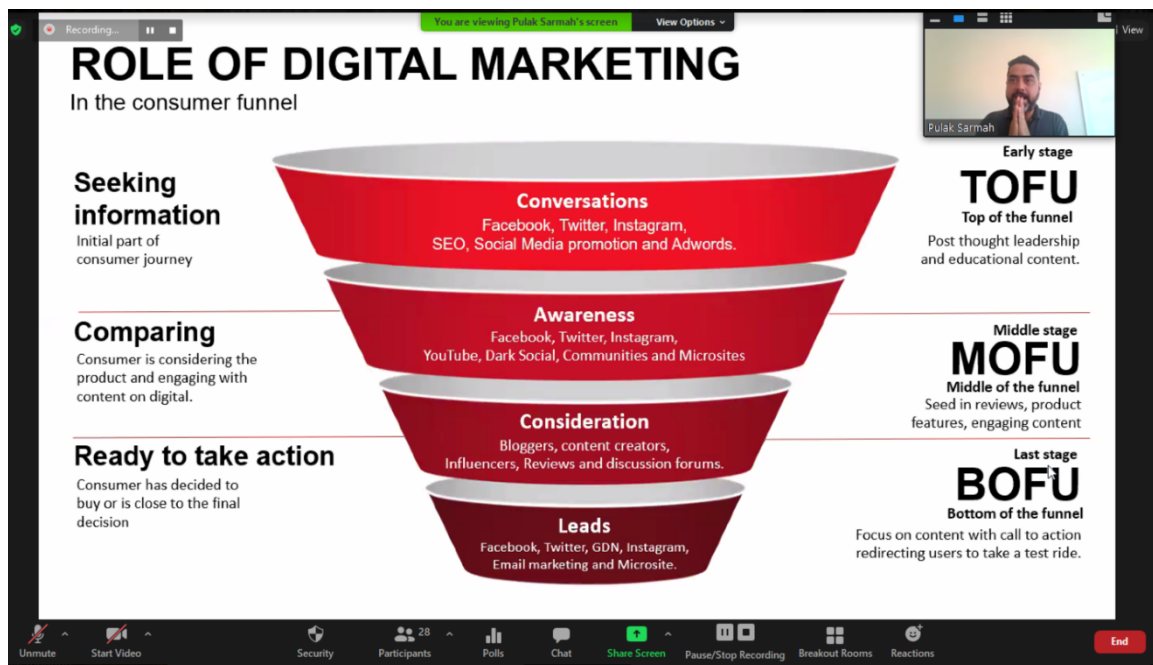 Recording...
You are viewing Pulak Sarmah's screen
View Options
View
ROLE OF DIGITAL MARKETING
In the consumer funnel
Pulak Sarmah
Seeking
information
Initial part of
consumer journey
Conversations
Facebook, Twitter, Instagram,
SEO, Social Media promotion and Adwords.
Early stage
TOFU
Top of the funnel
Post thought leadership
and educational content.
Comparing
Consumer is considering the
product and engaging with
content on digital.
Awareness
Facebook, Twitter, Instagram,
YouTube, Dark Social, Communities and Microsites
Middle stage
MOFU
Middle of the funnel
Seed in reviews, product
features, engaging content
Consideration
Bloggers, content creators,
Influencers, Reviews and discussion forums.
Ready to take action
Consumer has decided to
buy or is close to the final
decision
Leads
Facebook, Twitter, GDN, Instagram,
Email marketing and Microsite.
Last stage
BOFU
Bottom of the funnel
Focus on content with call to action
redirecting users to take a test ride.
Unmute
Start Video
Security
28
Participants
Polls
Chat
Share Screen
Pause/Stop Recording
Breakout Rooms
Reactions
End